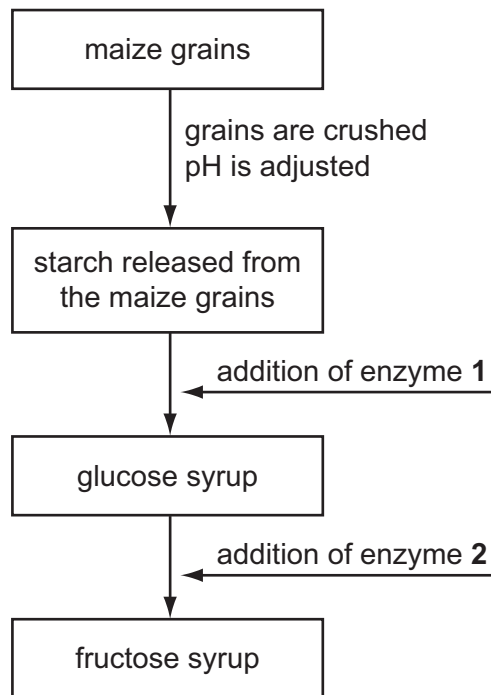 maize grains
grains are crushed
pH is adjusted
starch released from
the maize grains
addition of enzyme 1
glucose syrup
addition of enzyme 2
fructose syrup